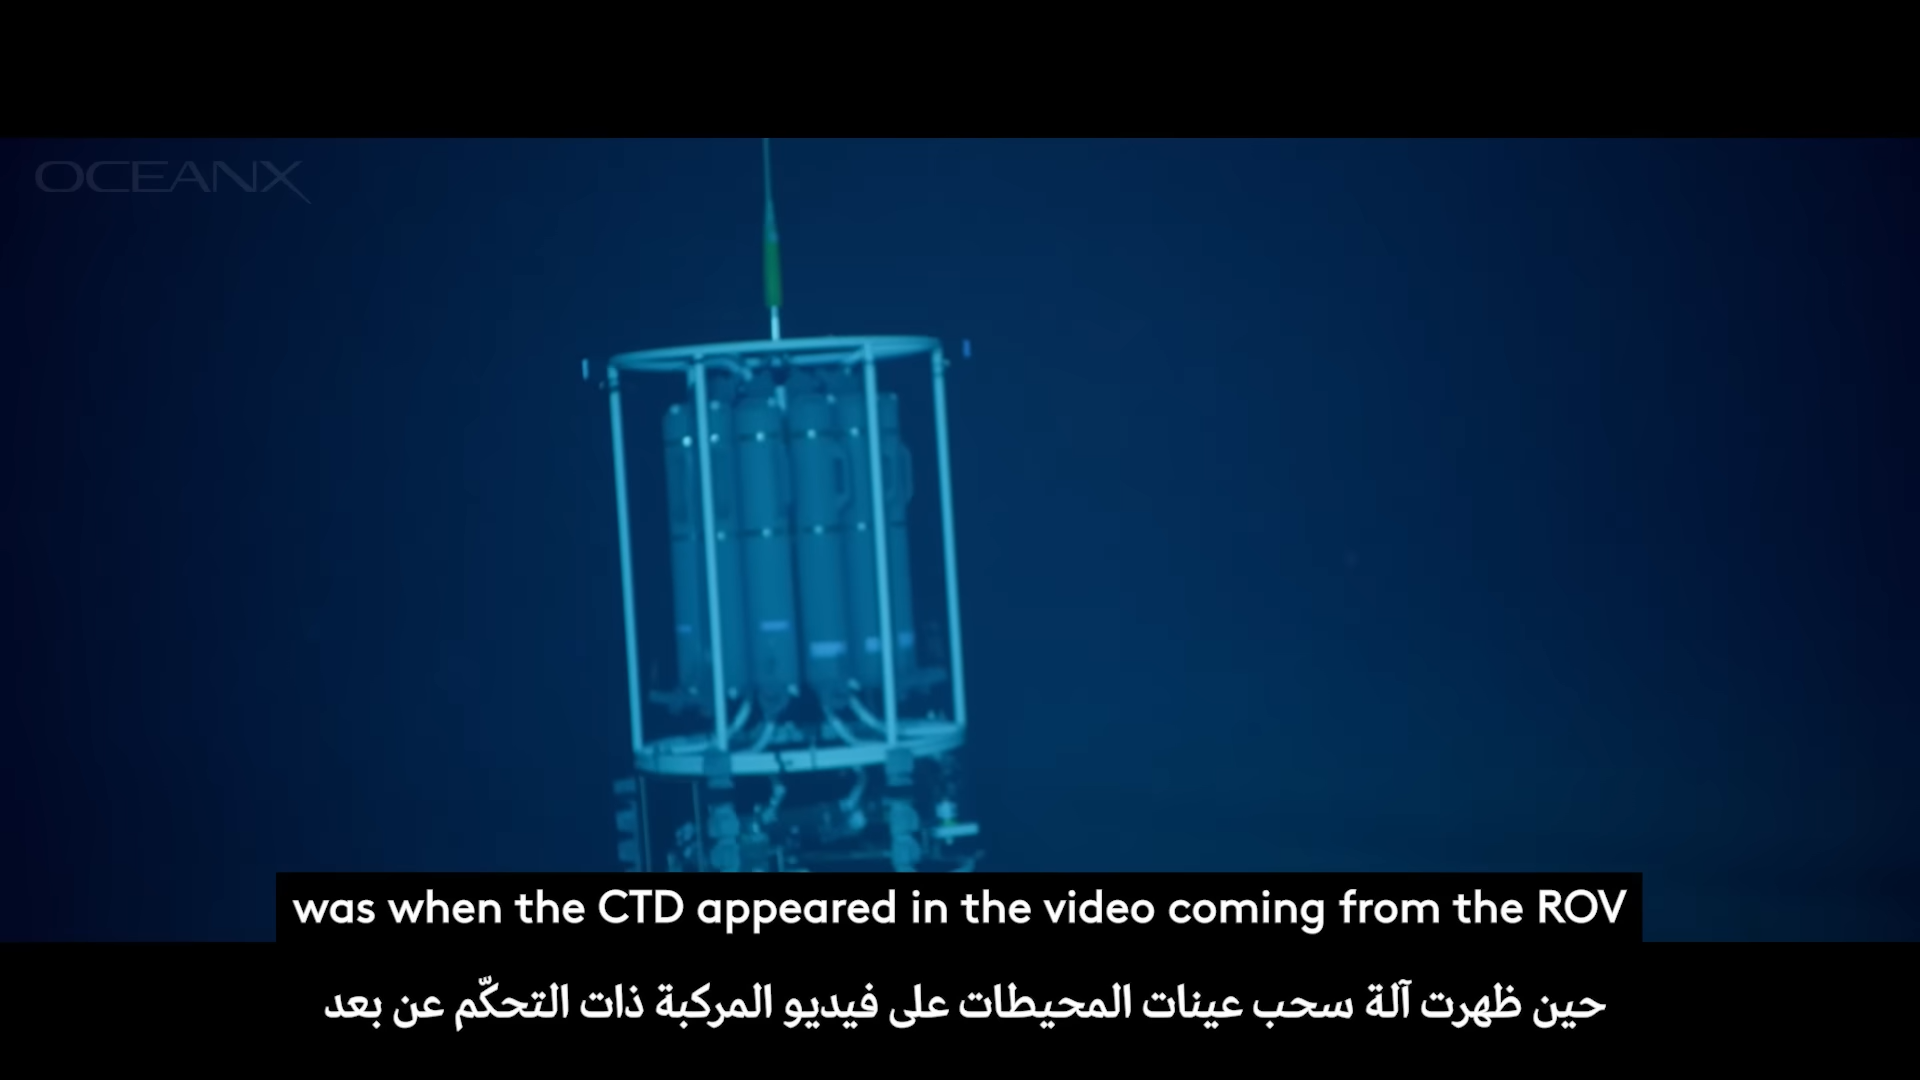 OCEANX
was when the CTD appeared in the video coming from the ROV
حين ظهرت آلة سحب عينات المحيطات على فيديو المركبة ذات التحكّم عن بعد